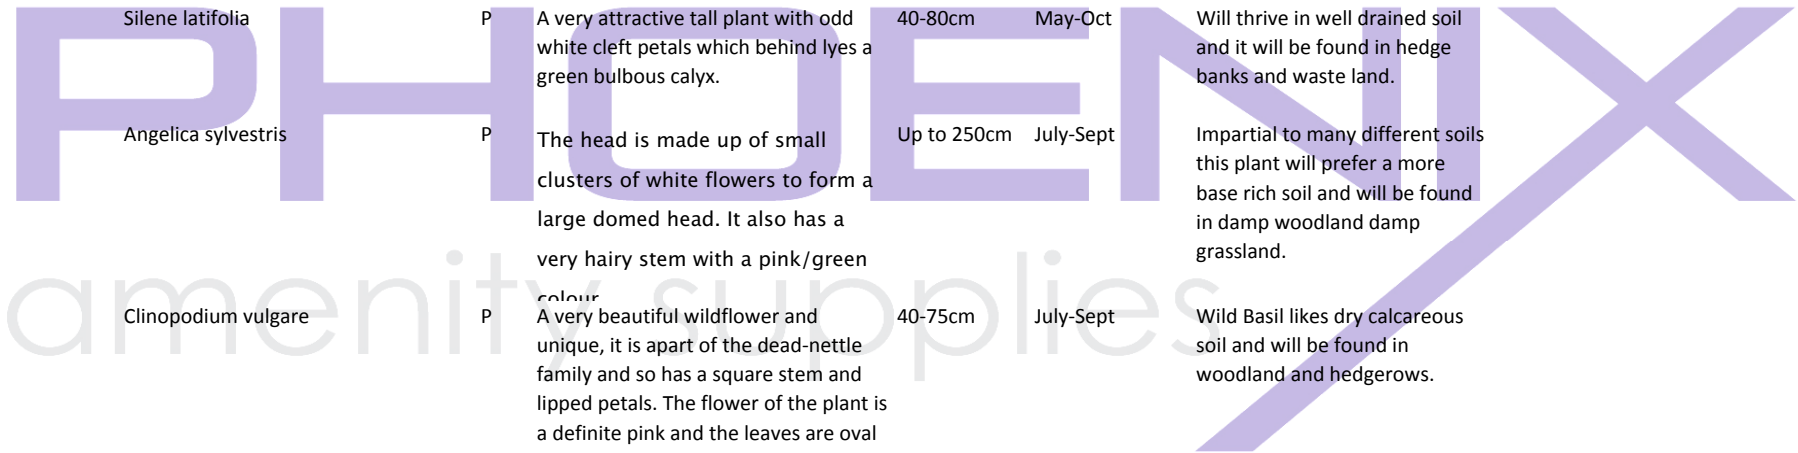 PHOENIX
amenity supplies
Silene latifolia P A very attractive tall plant with odd 40-80cm May-Oct Will thrive in well drained soil
white cleft petals which behind lyes a and it will be found in hedge
green bulbous calyx. banks and waste land.
Angelica sylvestris P The head is made up of small Up to 250cm July-Sept Impartial to many different soils
clusters of white flowers to form a this plant will prefer a more
large domed head. It also has a base rich soil and will be found
very hairy stem with a pink/green in damp woodland damp
colour grassland.
Clinopodium vulgare P A very beautiful wildflower and 40-75cm July-Sept Wild Basil likes dry calcareous
unique, it is apart of the dead-nettle soil and will be found in
family and so has a square stem and woodland and hedgerows.
lipped petals. The flower of the plant is
a definite pink and the leaves are oval